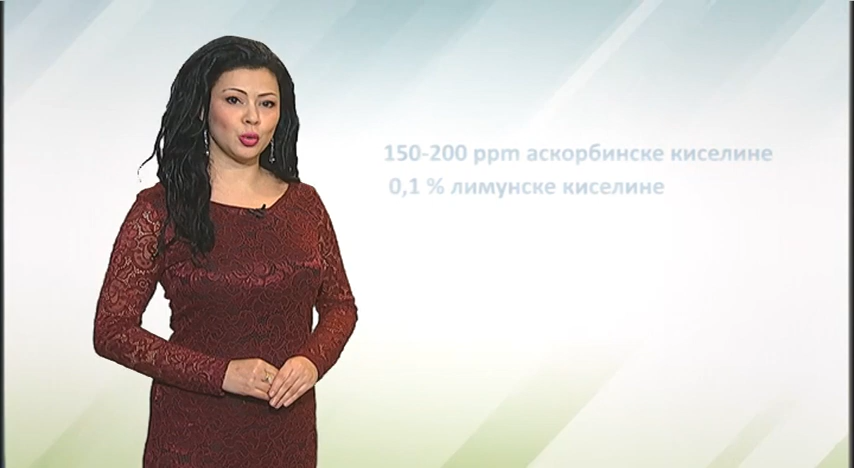 150-200 ppm аскорбинске киселине
0,1 % лимунске киселине